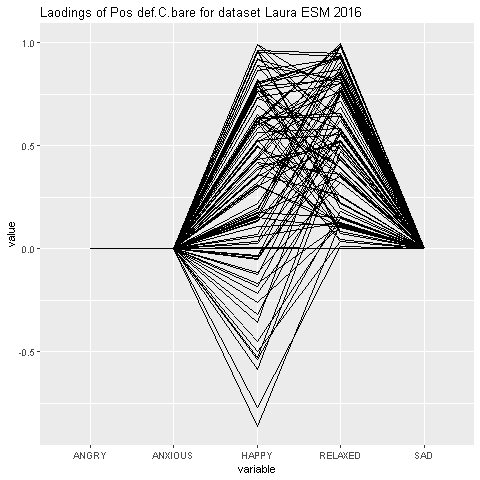 Laodings of Pos def.C.bare for dataset Laura ESM 2016
1.0
0.5
0.0
-0.5
value
ANGRY ANXIOUS HAPPY RELAXED SAD
variable